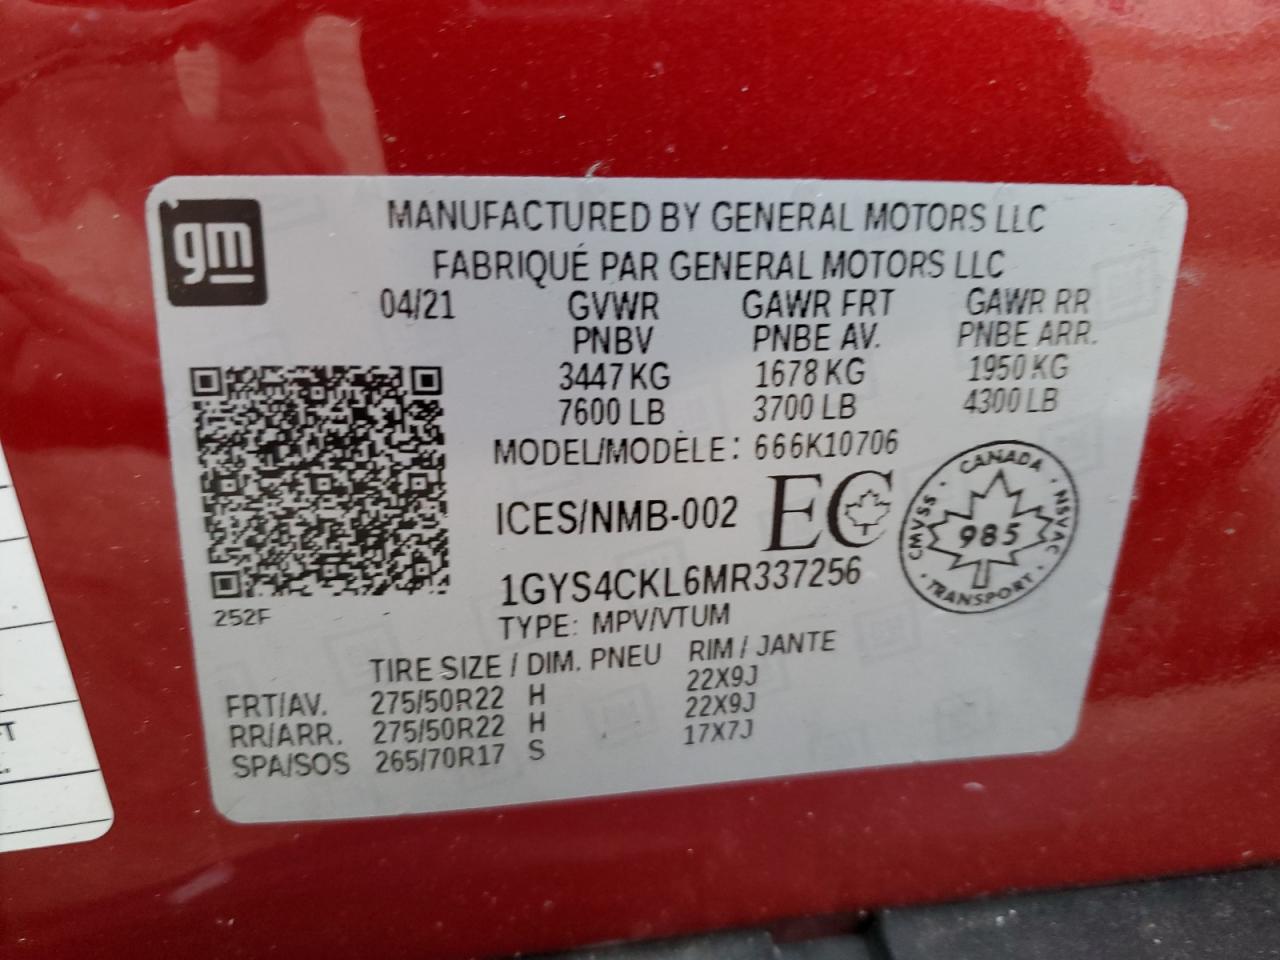 gm
MANUFACTURED BY GENERAL MOTORS LLC
FABRIQUÉ PAR GENERAL MOTORS LLC
04/21 GVWR GAWR FRT GAWR RR
PNBV PNBE AV. PNBE ARR.
3447 KG 1678 KG 1950 KG
7600 LB 3700 LB 4300 LB
MODEL/MODÈLE: 666K10706
ICES/NMB-002 EC
CANADA
CMVSS · NSVAC
985
TRANSPORT
1GYS4CKL6MR337256
252F
TYPE: MPV/VTUM
TIRE SIZE / DIM. PNEU RIM / JANTE
FRT/AV. 275/50R22 H 22X9J
RR/ARR. 275/50R22 H 22X9J
SPA/SOS 265/70R17 S 17X7J